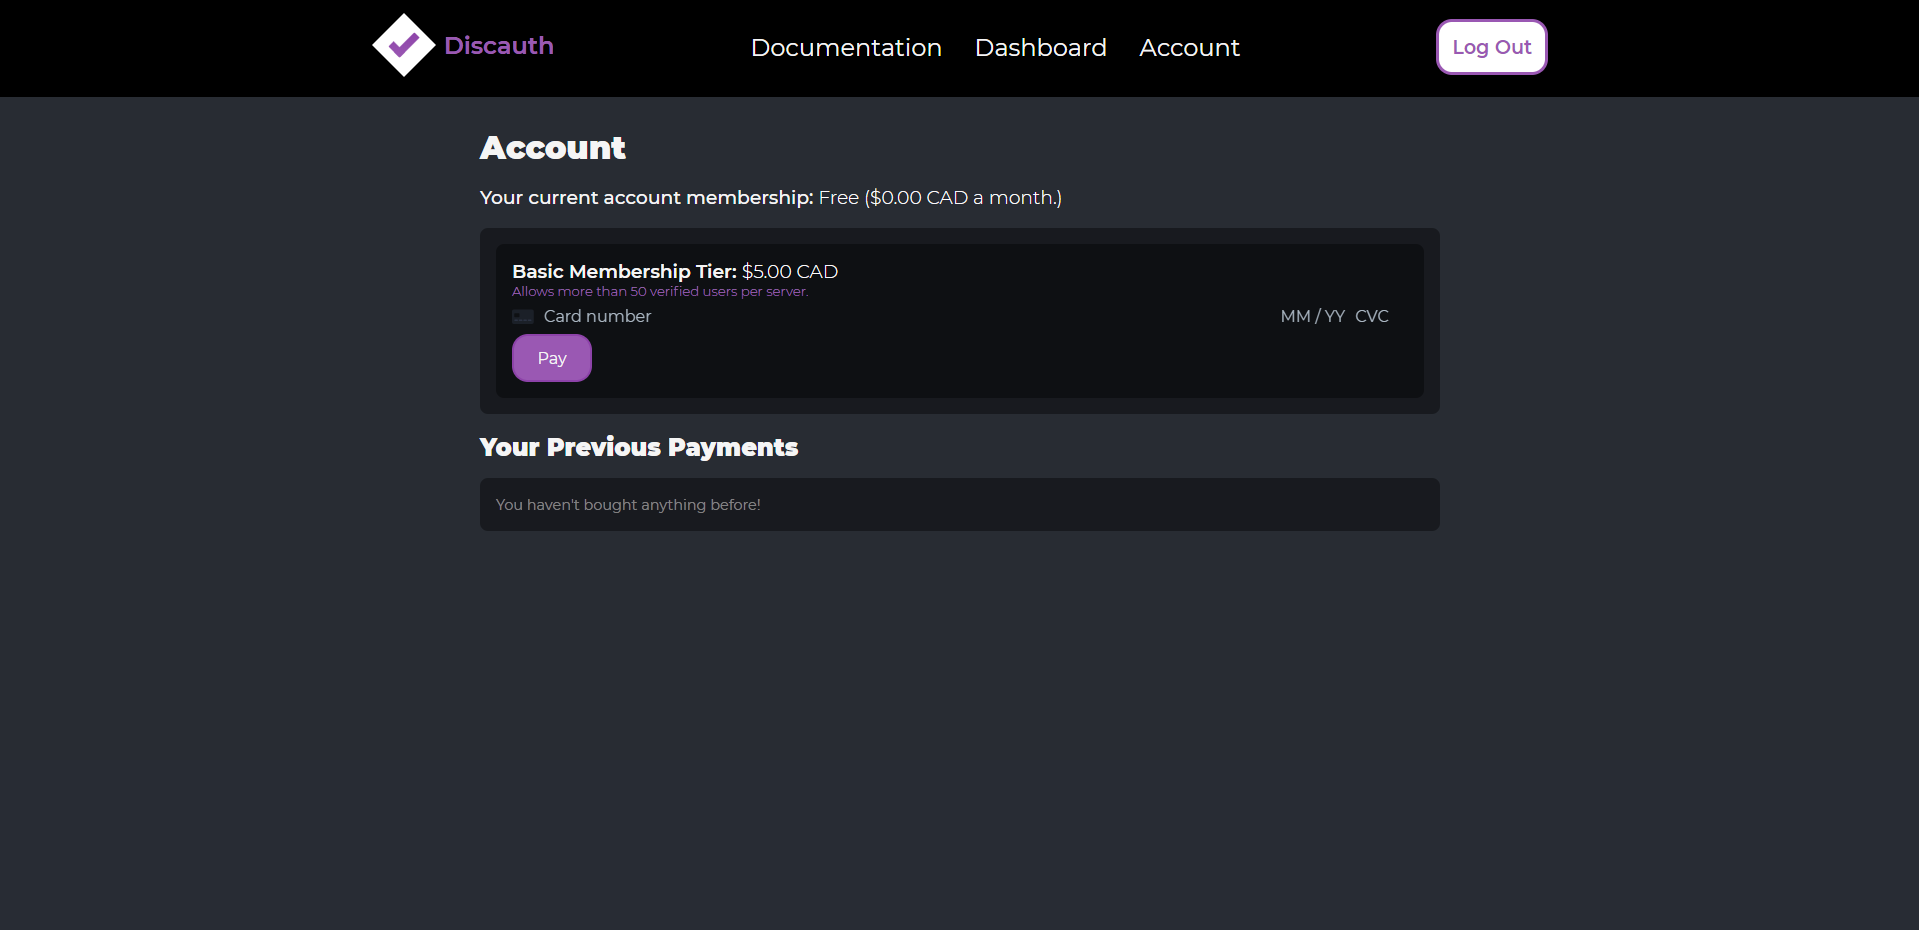 Discauth
Documentation Dashboard Account
Log Out
Account
Your current account membership: Free ($0.00 CAD a month.)
Basic Membership Tier: $5.00 CAD
Allows more than 50 verified users per server.
Card number MM / YY CVC
Pay
Your Previous Payments
You haven't bought anything before!